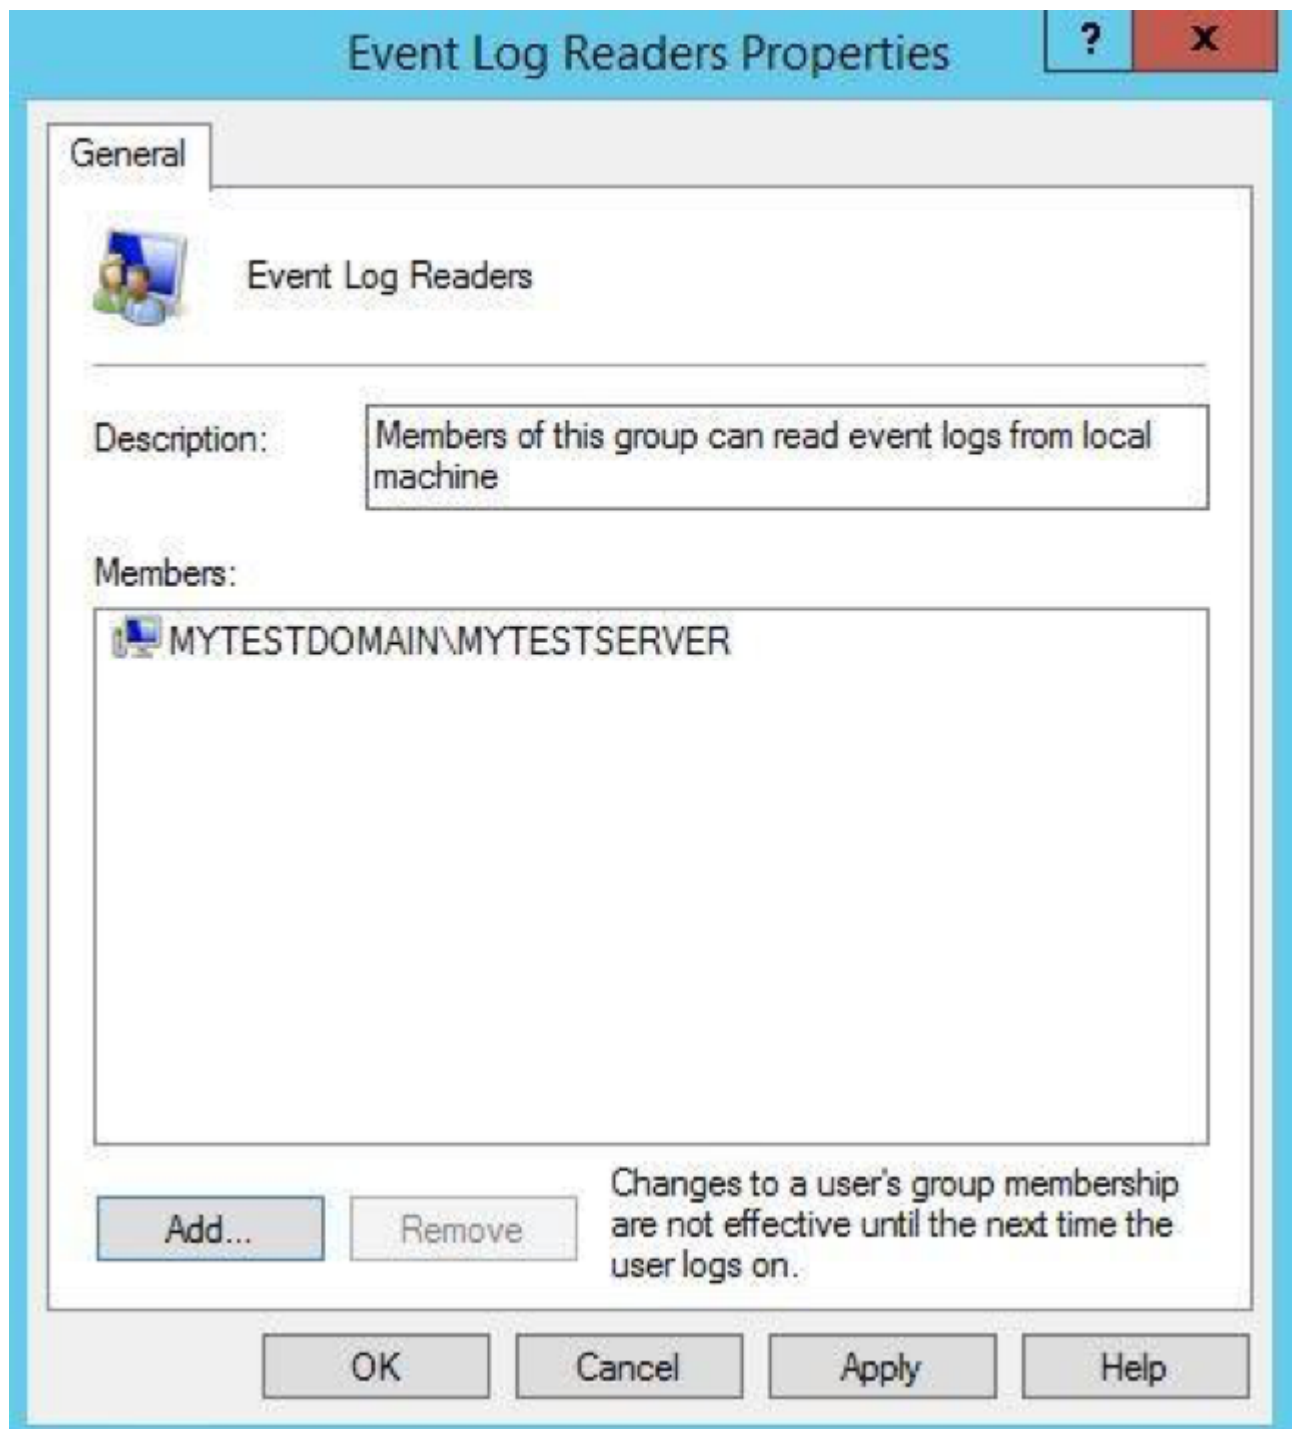 Event Log Readers Properties
?
x
General
Event Log Readers
Description:
Members of this group can read event logs from local
machine
Members:
MYTESTDOMAIN\MYTESTSERVER
Add...
Remove
Changes to a user's group membership
are not effective until the next time the
user logs on.
OK
Cancel
Apply
Help